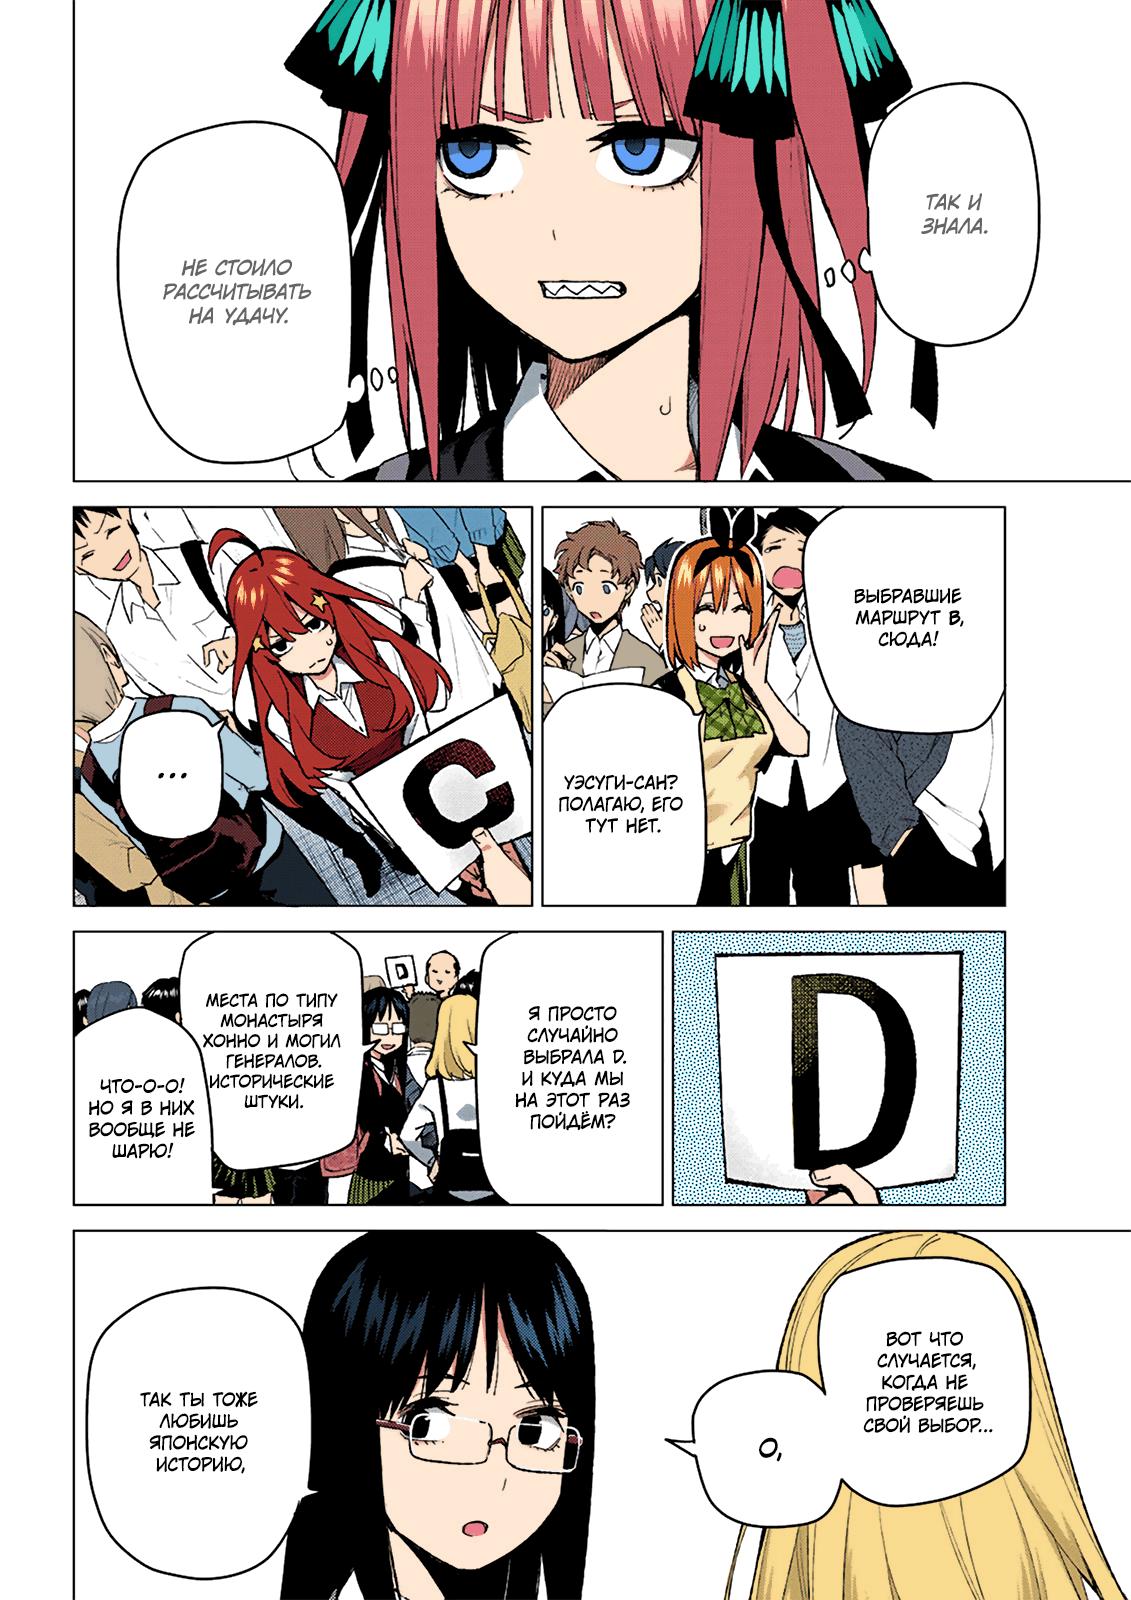 ТАК И
ЗНАЛА.
НЕ СТОИЛО
РАССЧИТЫВАТЬ
НА УДАЧУ.
ВЫБРАВШИЕ
МАРШРУТ B,
СЮДА!
УЭСУГИ-САН?
ПОЛАГАЮ, ЕГО
ТУТ НЕТ.
C
...
D
D
Я ПРОСТО
СЛУЧАЙНО
ВЫБРАЛА D.
И КУДА МЫ
НА ЭТОТ РАЗ
ПОЙДЁМ?
МЕСТА ПО ТИПУ
МОНАСТЫРЯ
ХОННО И МОГИЛ
ГЕНЕРАЛОВ.
ИСТОРИЧЕСКИЕ
ШТУКИ.
ЧТО-О-О!
НО Я В НИХ
ВООБЩЕ НЕ
ШАРЮ!
ВОТ ЧТО
СЛУЧАЕТСЯ,
КОГДА НЕ
ПРОВЕРЯЕШЬ
СВОЙ ВЫБОР...
О,
ТАК ТЫ ТОЖЕ
ЛЮБИШЬ
ЯПОНСКУЮ
ИСТОРИЮ,